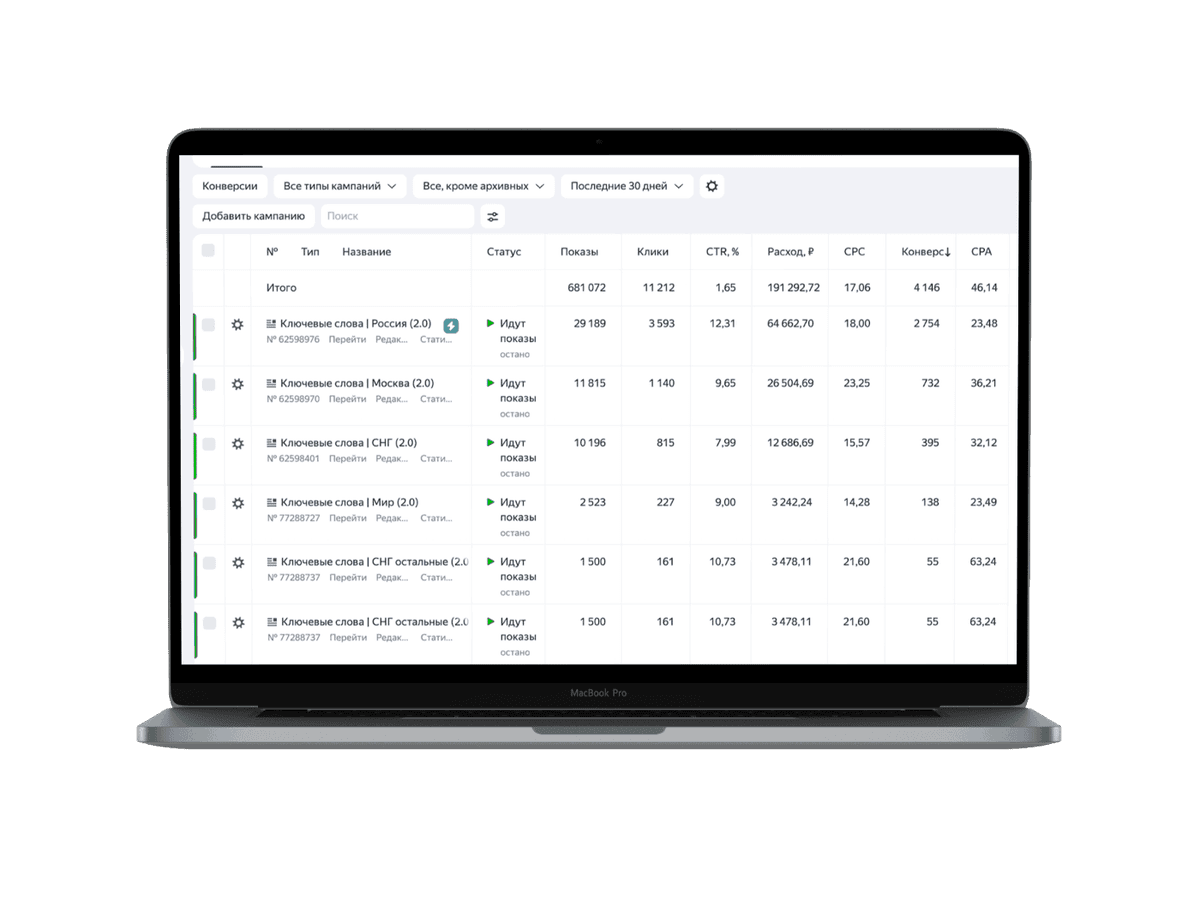 Конверсии Все типы кампаний Все, кроме архивных Последние 30 дней
Добавить кампанию Поиск
№ Тип Название Статус Показы Клики CTR, % Расход, ₽ CPC Конверс↓ CPA
Итого 681 072 11 212 1,65 191 292,72 17,06 4 146 46,14
Ключевые слова | Россия (2.0) Идут 29 189 3 593 12,31 64 662,70 18,00 2 754 23,48
№ 62598976 Перейти Редак... Стати... показы
остано
Ключевые слова | Москва (2.0) Идут 11 815 1 140 9,65 26 504,69 23,25 732 36,21
№ 62598970 Перейти Редак... Стати... показы
остано
Ключевые слова | СНГ (2.0) Идут 10 196 815 7,99 12 686,69 15,57 395 32,12
№ 62598401 Перейти Редак... Стати... показы
остано
Ключевые слова | Мир (2.0) Идут 2 523 227 9,00 3 242,24 14,28 138 23,49
№ 77288727 Перейти Редак... Стати... показы
остано
Ключевые слова | СНГ остальные (2.0 Идут 1 500 161 10,73 3 478,11 21,60 55 63,24
№ 77288737 Перейти Редак... Стати... показы
остано
Ключевые слова | СНГ остальные (2.0 Идут 1 500 161 10,73 3 478,11 21,60 55 63,24
№ 77288737 Перейти Редак... Стати... показы
остано
MacBook Pro